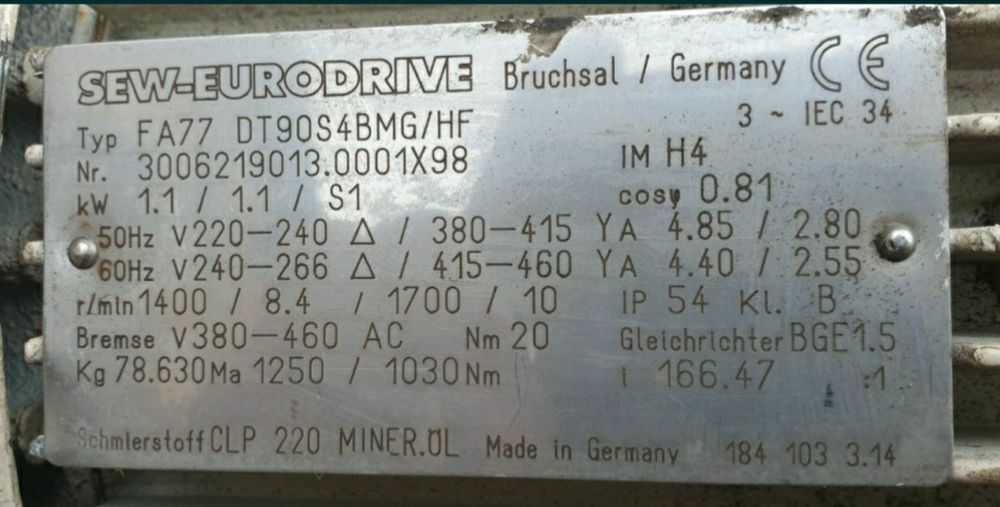 SEW-EURODRIVE Bruchsal / Germany CE
3 ~ IEC 34
Typ FA77 DT90S4BMG/HF
Nr. 3006219013.0001X98 IM H4
kW 1.1 / 1.1 / S1 cosφ 0.81
50Hz V220-240 Δ / 380-415 Y A 4.85 / 2.80
60Hz V240-266 Δ / 415-460 Y A 4.40 / 2.55
r/min 1400 / 8.4 / 1700 / 10 IP 54 Kl. B
Bremse V380-460 AC Nm 20 Gleichrichter BGE1.5
Kg 78.630 Ma 1250 / 1030 Nm i 166.47 :1
Schmierstoff CLP 220 MINER.ÖL Made in Germany 184 103 3.14